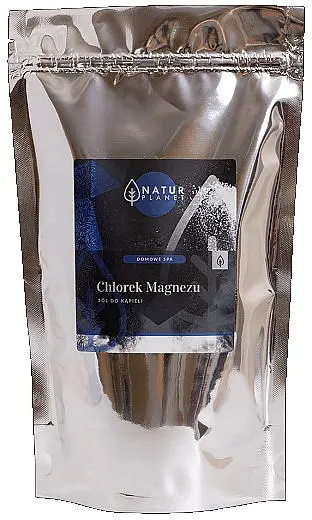 NATUR
PLANET
DOMOWE SPA
Chlorek Magnezu
SÓL DO KĄPIELI